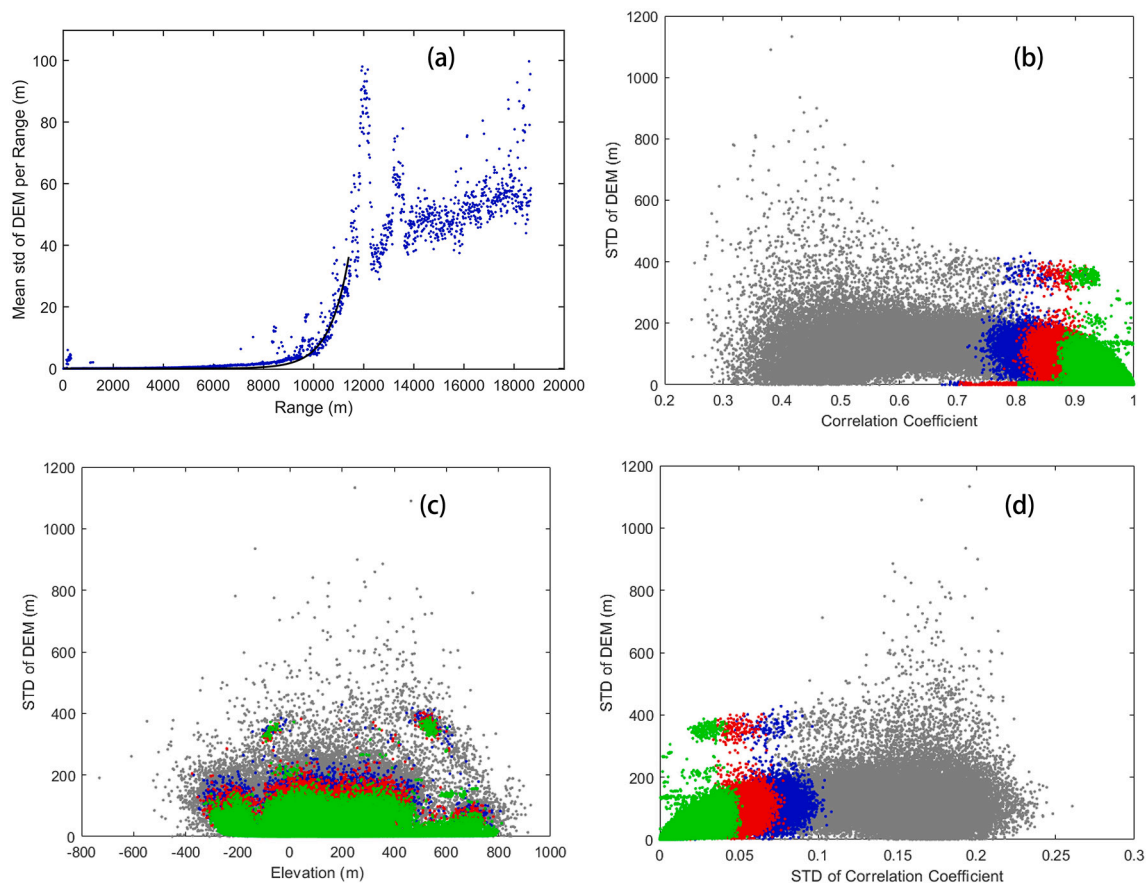 (a)
Mean std of DEM per Range (m)
100
80
60
40
20
0
0 2000 4000 6000 8000 10000 12000 14000 16000 18000 20000
Range (m)
(b)
STD of DEM (m)
1200
1000
800
600
400
200
0
0.2 0.3 0.4 0.5 0.6 0.7 0.8 0.9 1
Correlation Coefficient
(c)
STD of DEM (m)
1200
1000
800
600
400
200
0
-800 -600 -400 -200 0 200 400 600 800 1000
Elevation (m)
(d)
STD of DEM (m)
1200
1000
800
600
400
200
0
0 0.05 0.1 0.15 0.2 0.25 0.3
STD of Correlation Coefficient